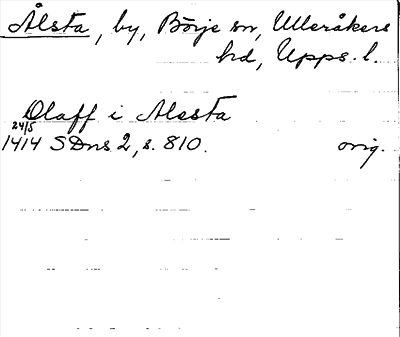 Ålsta, by, Börje sn, Ulleråkers
hd, Upps. l.
Olaff i Alesta
24/5
1414 SDns 2, s. 810. orig.